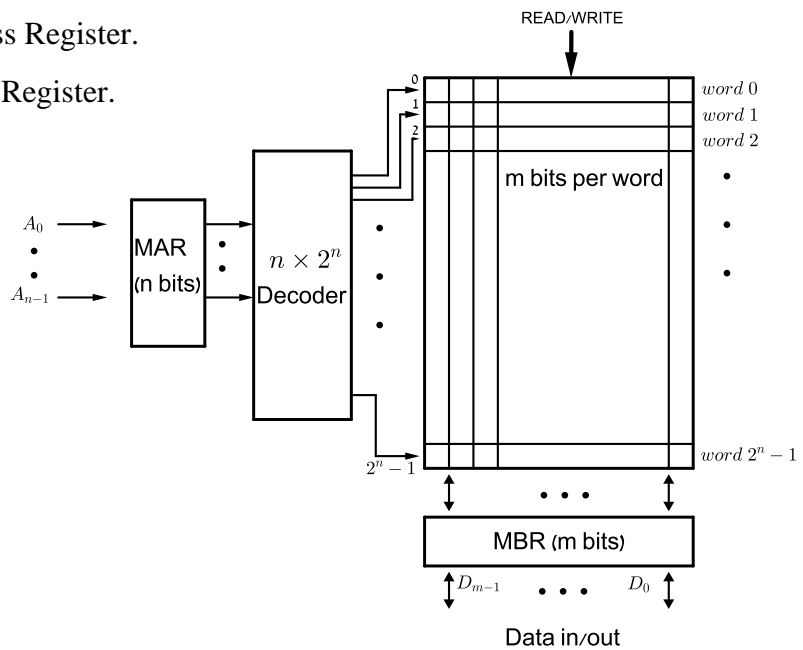 ss Register.
Register.
READ/WRITE
0
word 0
1
word 1
2
word 2
m bits per word
A₀
MAR
(n bits)
n × 2ⁿ
Decoder
Aₙ₋₁
2ⁿ − 1
word 2ⁿ − 1
MBR (m bits)
Dₘ₋₁
D₀
Data in/out